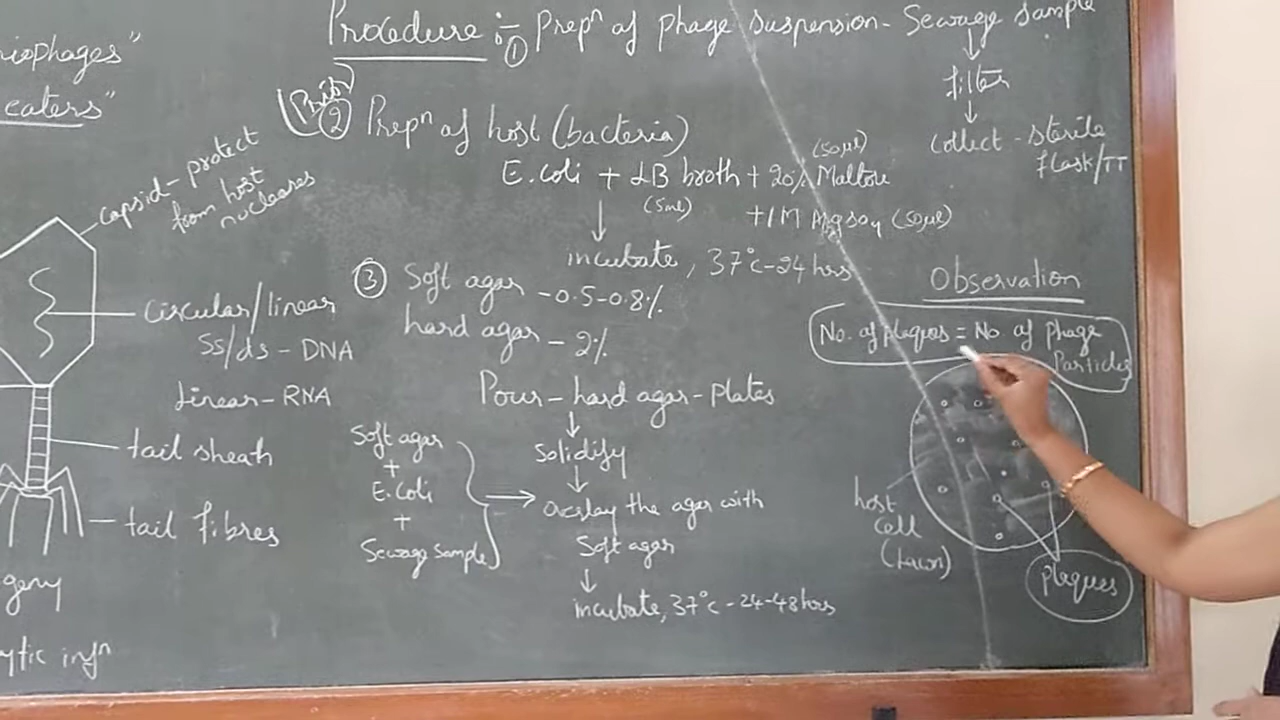 iophages"
eaters"
capsid - protect
from host
nucleares
circular/linear
ss/ds - DNA
Linear - RNA
tail sheath
tail fibres
geny
ytic infⁿ
Procedure :- ① Prepⁿ of phage suspension - Sewage sample
↓
filter
↓
collect - sterile
flask/TT
(Prior)
② Prepⁿ of host (bacteria)
E.coli + LB broth + 20% Maltose
(5ml)
(50μl)
+ 1M MgSO4 (50μl)
↓
incubate, 37°c - 24 hrs
③ Soft agar - 0.5-0.8%
hard agar - 2%
Pour - hard agar - plates
↓
Solidify
↓
Overlay the agar with
Soft agar
↓
incubate, 37°c - 24-48 hrs
Soft agar
+
E.Coli
+
Sewage sample
Observation
No. of plaques = No of phage
Particles
host
cell
(Lawn)
plaques